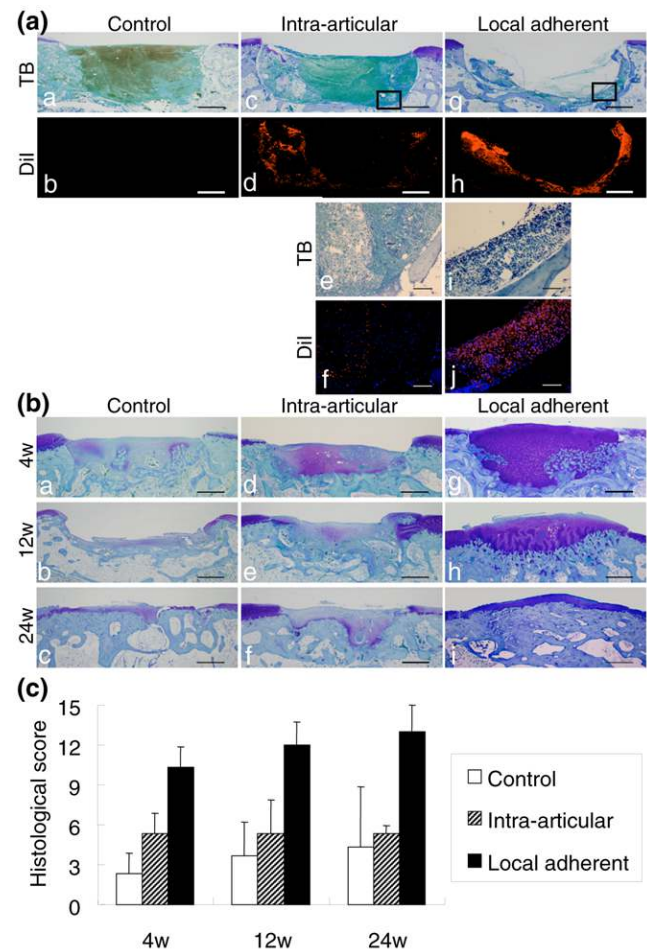 (a) Control Intra-articular Local adherent
TB a c g
DiI b d h
TB e i
DiI f j
(b) Control Intra-articular Local adherent
4w a d g
12w b e h
24w c f i
(c)
15
12
9
6
3
0
Histological score
4w 12w 24w
Control
Intra-articular
Local adherent